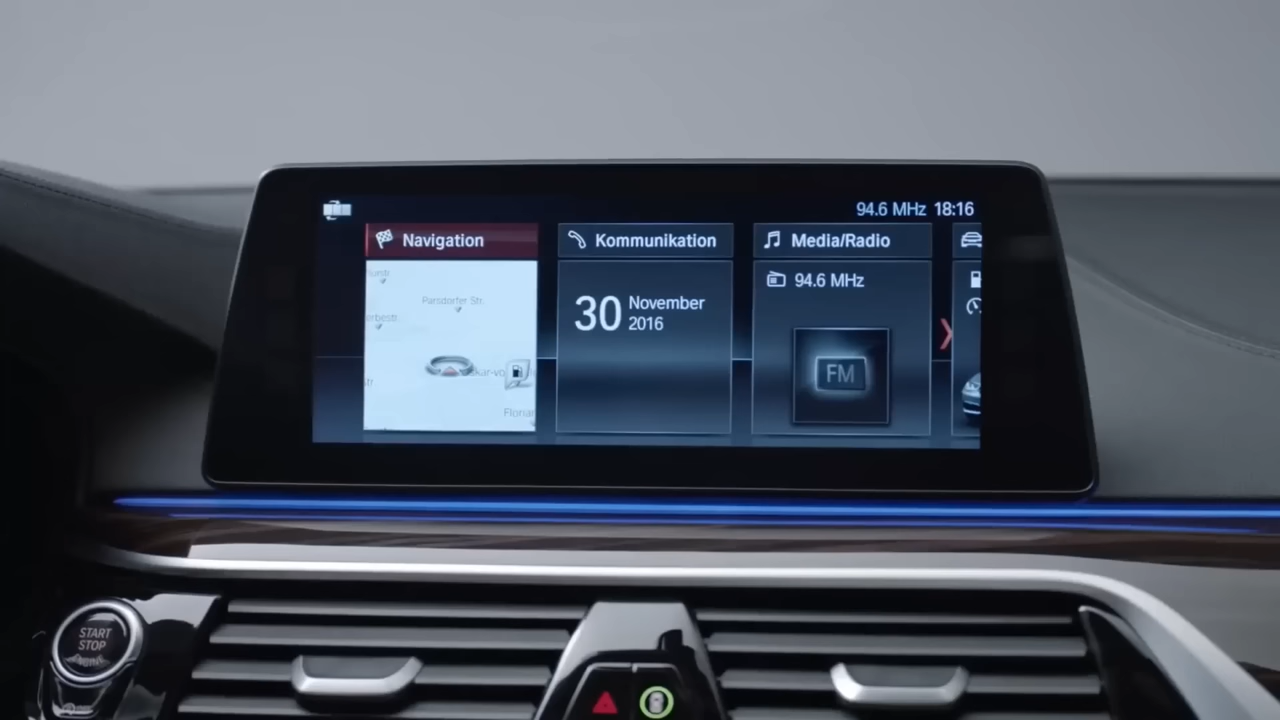 94.6 MHz 18:16
Navigation
Kommunikation
Media/Radio
Parsdorfer Str.
30
November
2016
94.6 MHz
FM
START
STOP
ENGINE